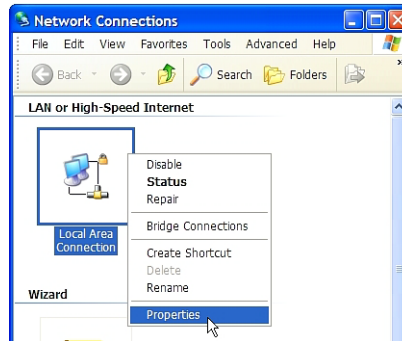 Network Connections
File Edit View Favorites Tools Advanced Help
Back Search Folders »
LAN or High-Speed Internet
Disable
Status
Repair
Local Area
Connection
Bridge Connections
Create Shortcut
Delete
Rename
Wizard
Properties